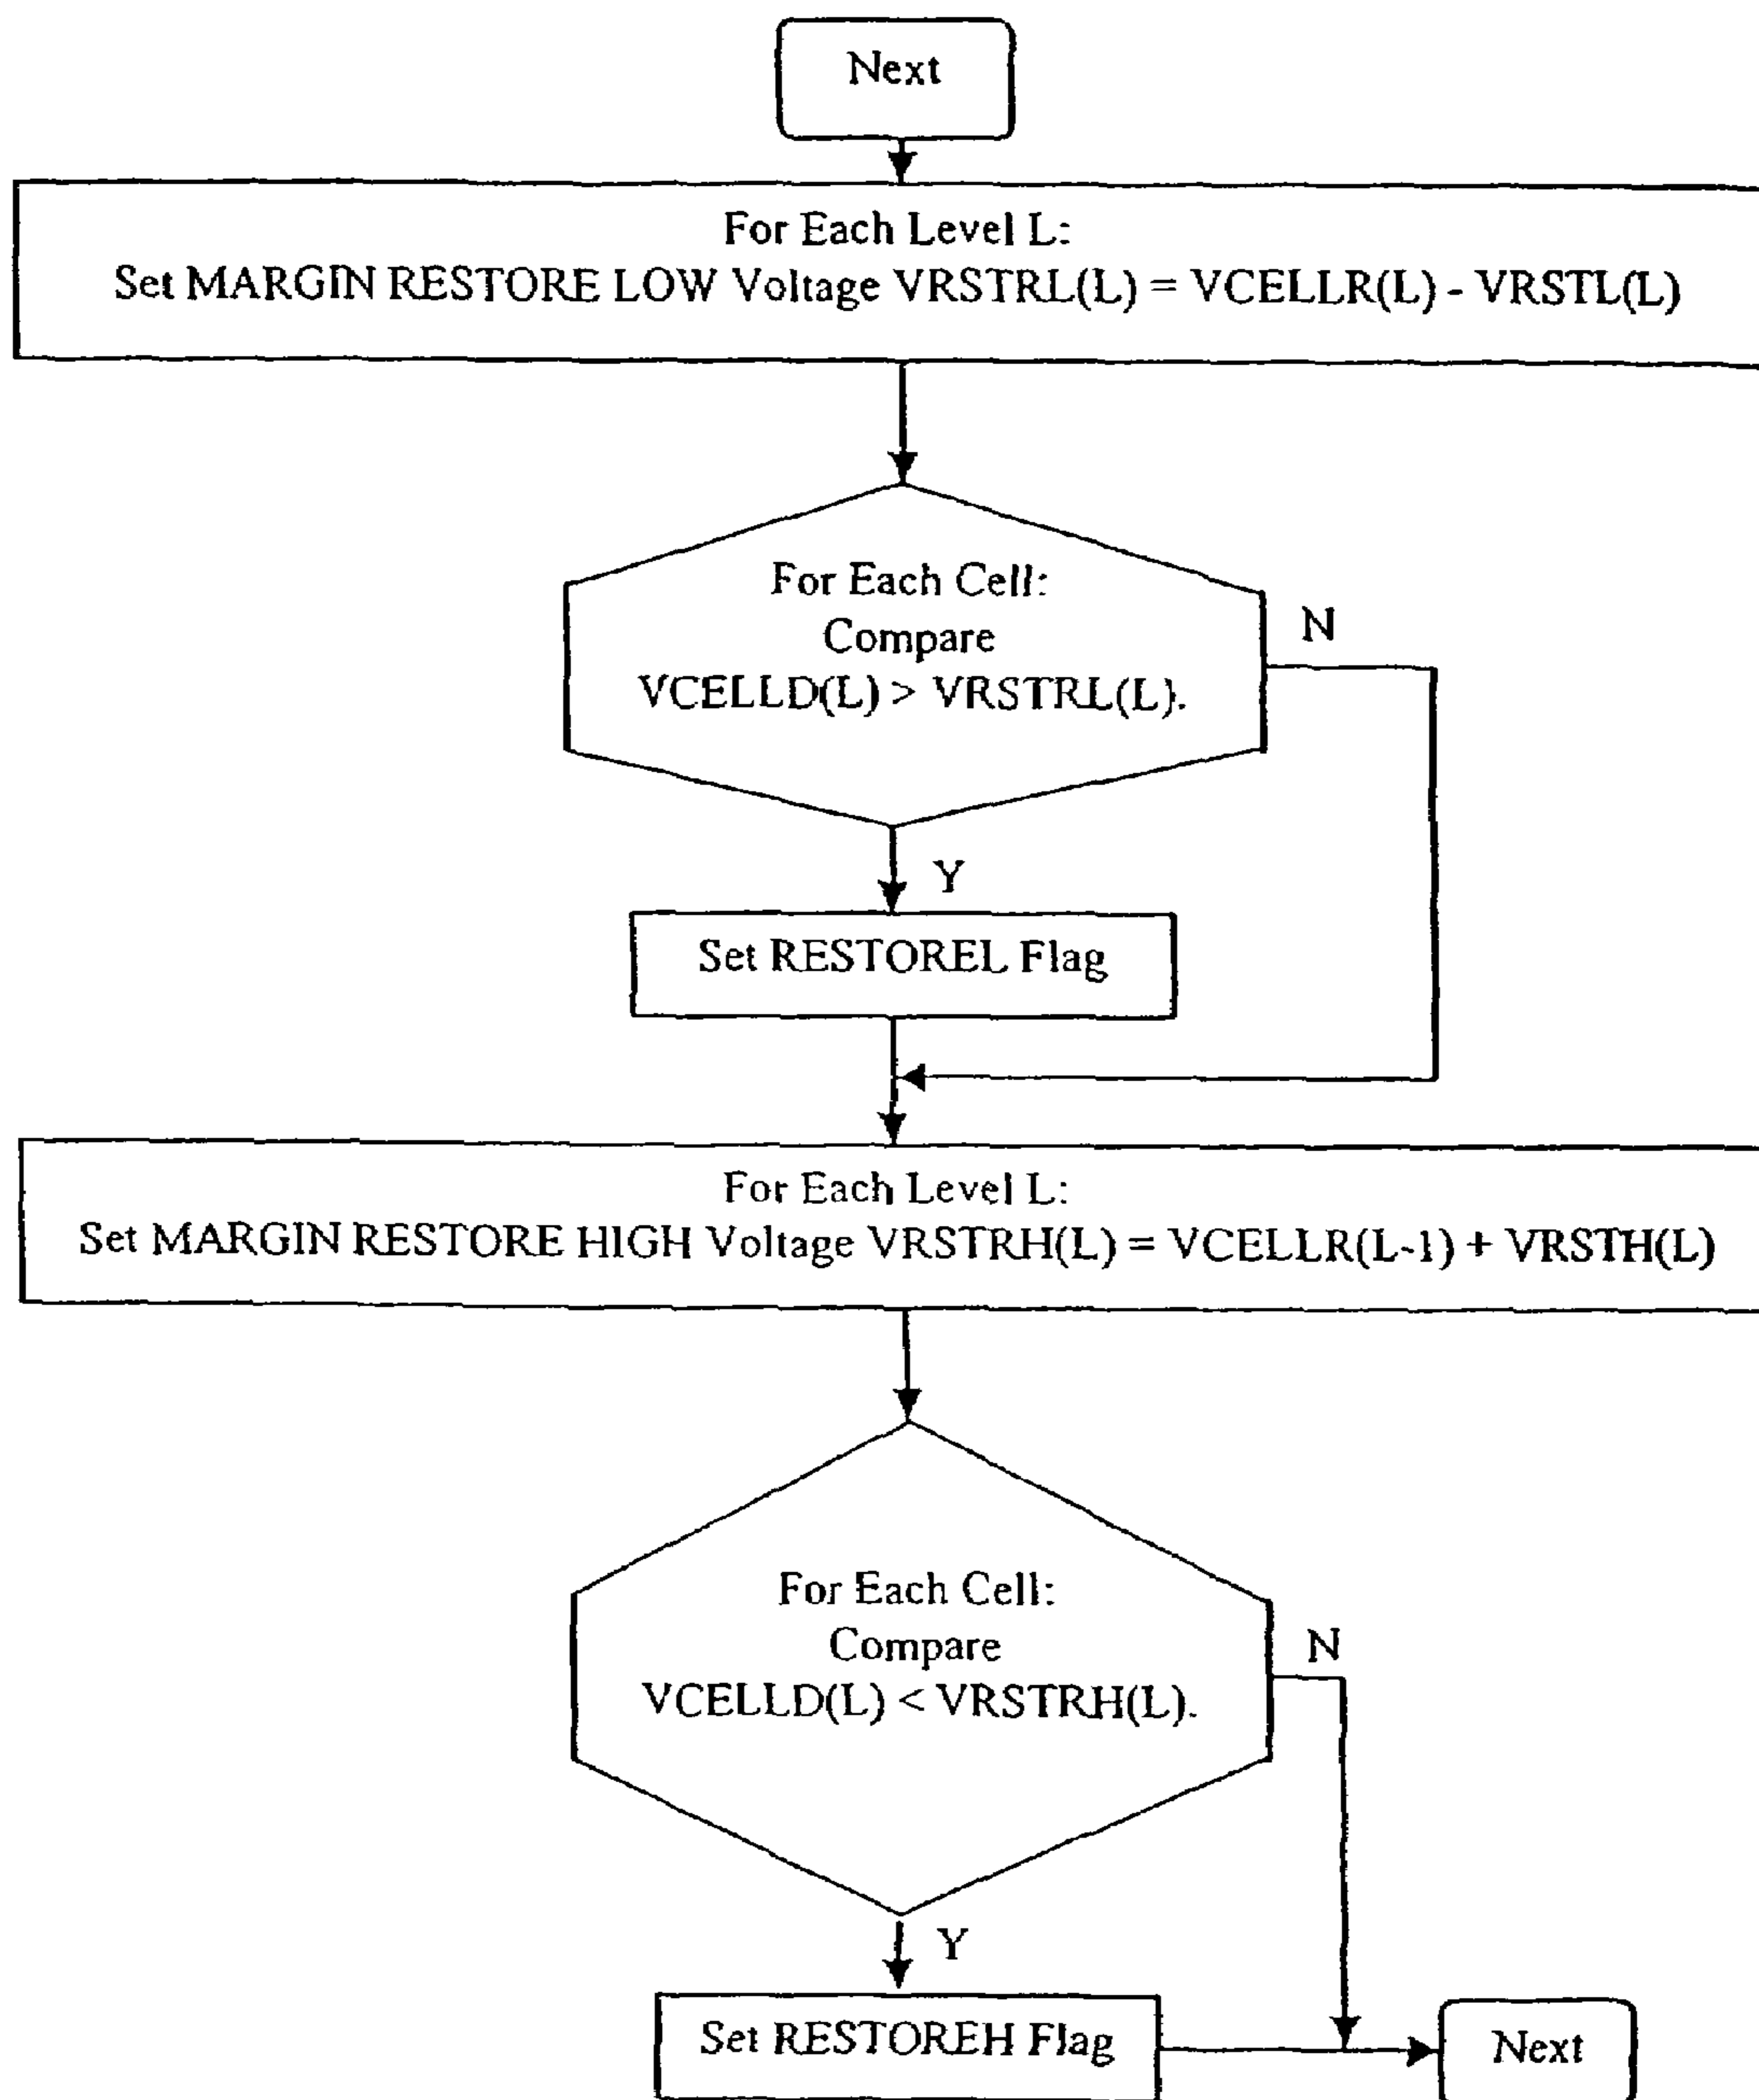 Next
For Each Level L:
Set MARGIN RESTORE LOW Voltage VRSTRL(L) = VCELLR(L) - VRSTL(L)
For Each Cell:
Compare
VCELLD(L) > VRSTRL(L).
N
Y
Set RESTOREL Flag
For Each Level L:
Set MARGIN RESTORE HIGH Voltage VRSTRH(L) = VCELLR(L-1) + VRSTH(L)
For Each Cell:
Compare
VCELLD(L) < VRSTRH(L).
N
Y
Set RESTOREH Flag
Next